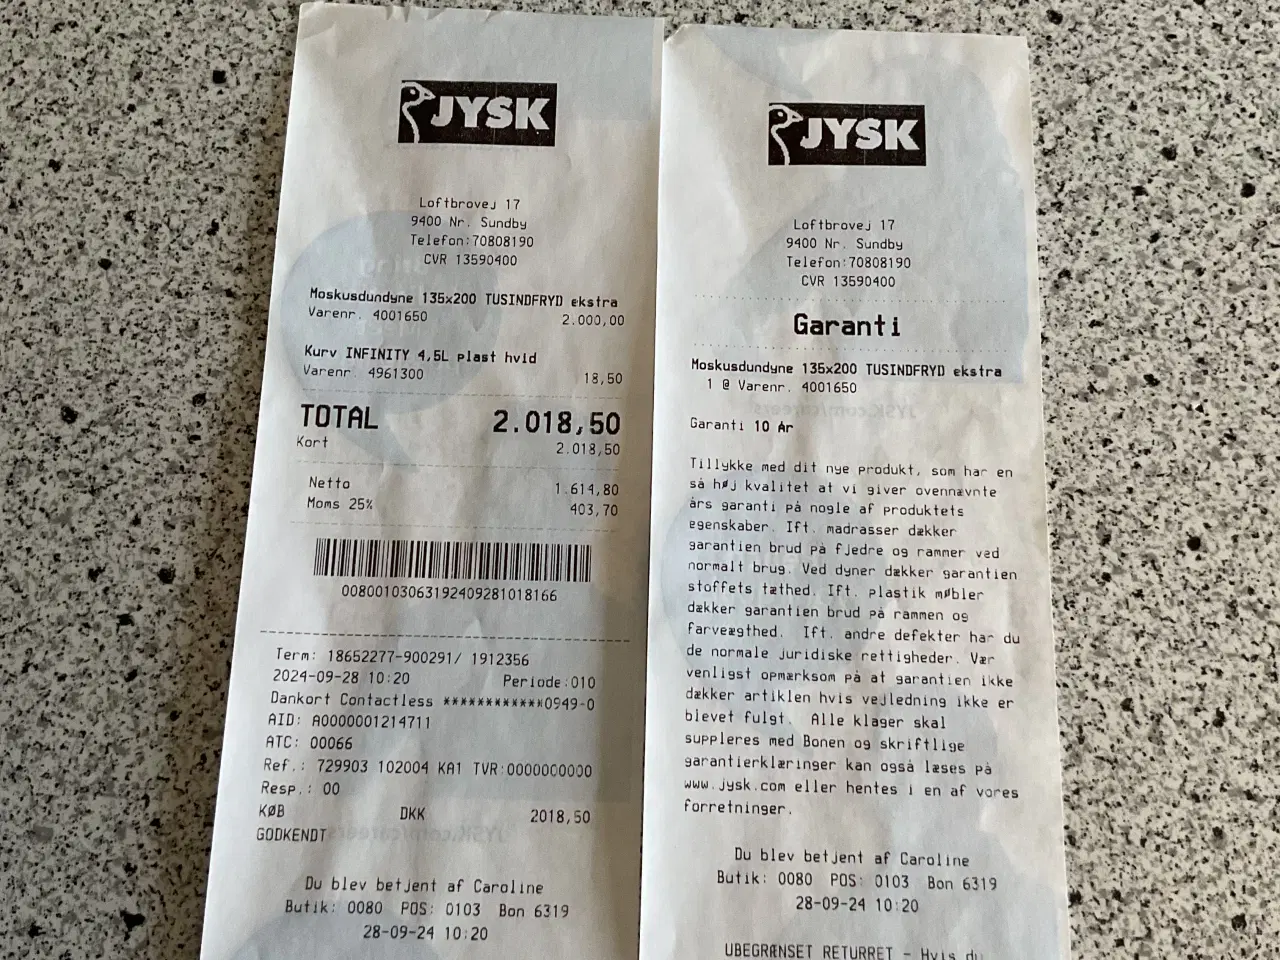 JYSK
Loftbrovej 17
9400 Nr. Sundby
Telefon:70808190
CVR 13590400
Moskusdundyne 135x200 TUSINDFRYD ekstra
Varenr. 4001650 2.000,00
Kurv INFINITY 4,5L plast hvid
Varenr. 4961300 18,50
TOTAL 2.018,50
Kort 2.018,50
Netto 1.614,80
Moms 25% 403,70
00800103063192409281018166
Term: 18652277-900291/ 1912356
2024-09-28 10:20 Periode:010
Dankort Contactless ************0949-0
AID: A0000001214711
ATC: 00066
Ref.: 729903 102004 KA1 TVR:0000000000
Resp.: 00
KØB DKK 2018,50
GODKENDT
Du blev betjent af Caroline
Butik: 0080 POS: 0103 Bon 6319
28-09-24 10:20
JYSK
Loftbrovej 17
9400 Nr. Sundby
Telefon:70808190
CVR 13590400
Garanti
Moskusdundyne 135x200 TUSINDFRYD ekstra
1 @ Varenr. 4001650
Garanti 10 År
Tillykke med dit nye produkt, som har en
så høj kvalitet at vi giver ovennævnte
års garanti på nogle af produktets
egenskaber. Ift. madrasser dækker
garantien brud på fjedre og rammer ved
normalt brug. Ved dyner dækker garantien
stoffets tæthed. Ift. plastik møbler
dækker garantien brud på rammen og
farveægthed. Ift. andre defekter har du
de normale juridiske rettigheder. Vær
venligst opmærksom på at garantien ikke
dækker artiklen hvis vejledning ikke er
blevet fulgt. Alle klager skal
suppleres med Bonen og skriftlige
garantierklæringer kan også læses på
www.jysk.com eller hentes i en af vores
forretninger.
Du blev betjent af Caroline
Butik: 0080 POS: 0103 Bon 6319
28-09-24 10:20
UBEGRÆNSET RETURRET - Hvis du